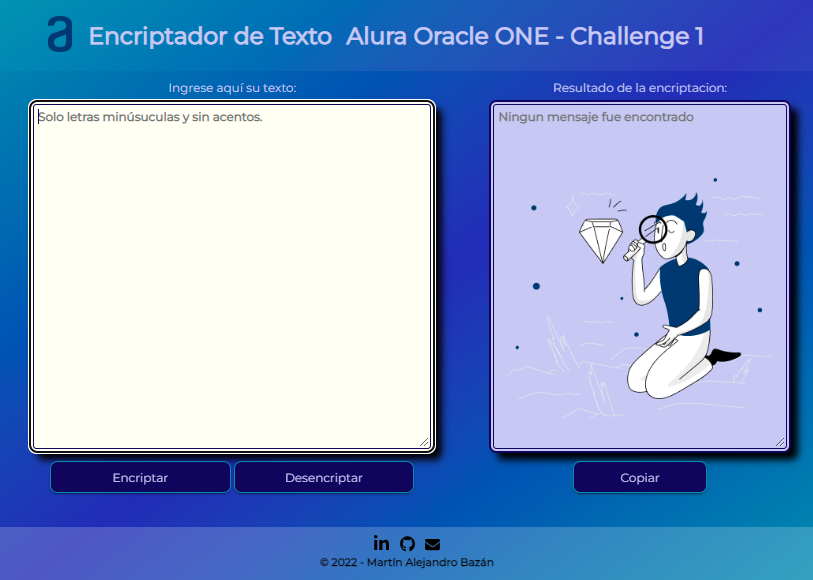 a Encriptador de Texto Alura Oracle ONE - Challenge 1
Ingrese aquí su texto:
Solo letras minúsuculas y sin acentos.
Encriptar
Desencriptar
Resultado de la encriptacion:
Ningun mensaje fue encontrado
Copiar
in
© 2022 - Martín Alejandro Bazán